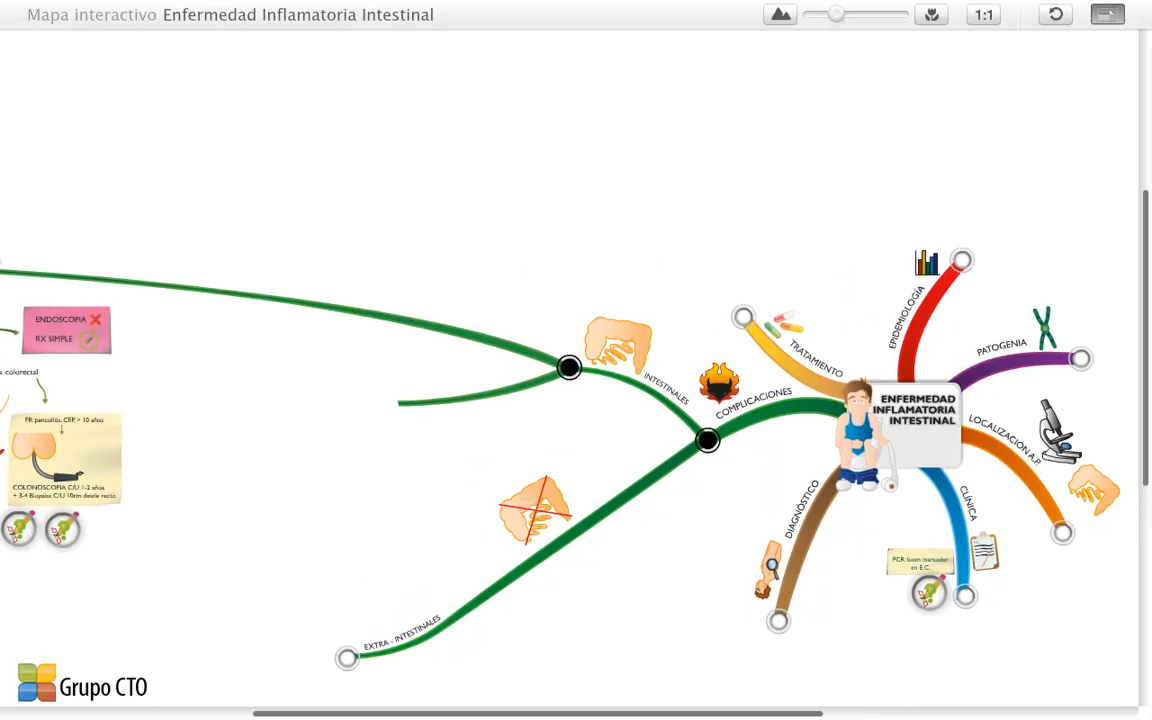 Mapa interactivo Enfermedad Inflamatoria Intestinal
1:1
EPIDEMIOLOGÍA
PATOGENIA
TRATAMIENTO
ENDOSCOPIA
RX SIMPLE
colorectal
INTESTINALES
COMPLICACIONES
ENFERMEDAD
INFLAMATORIA
INTESTINAL
LOCALIZACIÓN A.P.
FR: pancolitis, CEP, > 10 años
COLONOSCOPIA C/U 1-2 años
+ 3-4 Biopsias C/U 10cm desde recto
DIAGNÓSTICO
CLÍNICA
PCR: buen marcador
en E.C.
EXTRA - INTESTINALES
Grupo CTO